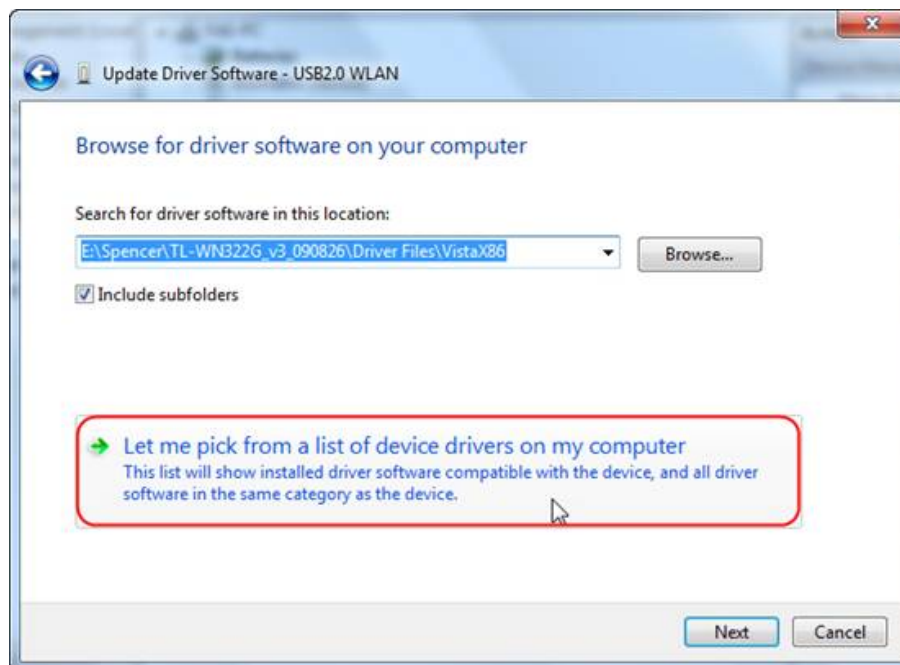 Update Driver Software - USB2.0 WLAN
Browse for driver software on your computer
Search for driver software in this location:
E:\Spencer\TL-WN322G_v3_090826\Driver Files\VistaX86
Browse...
Include subfolders
Let me pick from a list of device drivers on my computer
This list will show installed driver software compatible with the device, and all driver
software in the same category as the device.
Next
Cancel